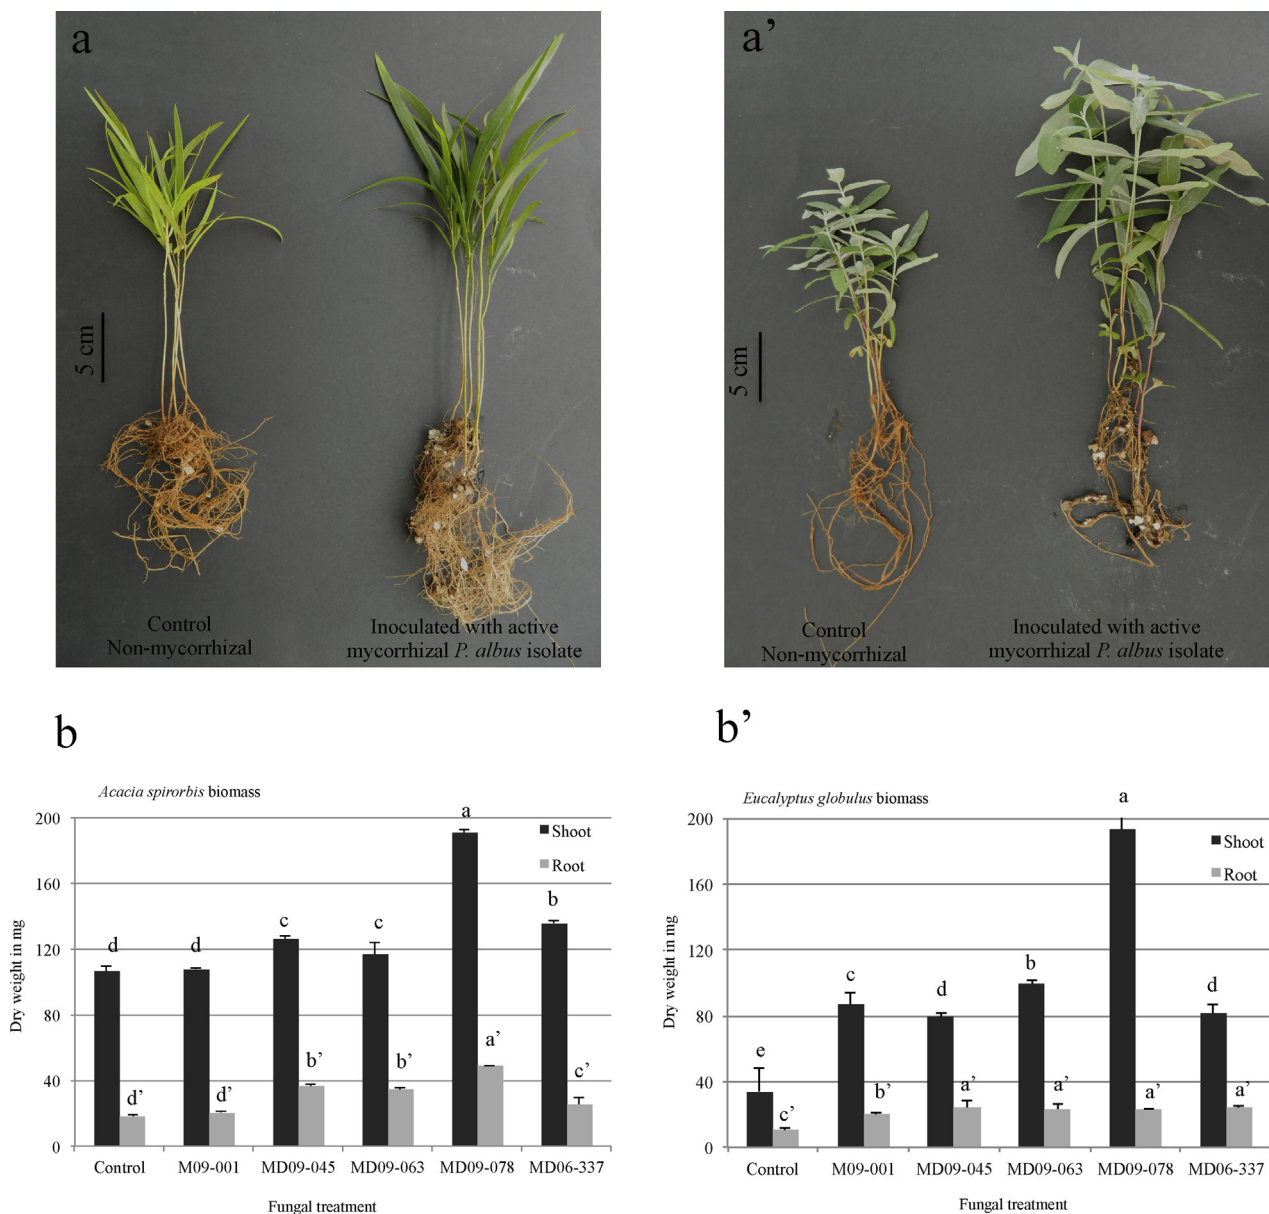 a
a’
5 cm
5 cm
Control
Non-mycorrhizal
Inoculated with active
mycorrhizal P. albus isolate
Control
Non-mycorrhizal
Inoculated with active
mycorrhizal P. albus isolate
b
b’
Acacia spirorbis biomass
Shoot
Root
Dry weight in mg
200
160
120
80
40
0
d
d
c
c
a
b
d’
d’
b’
b’
a’
c’
Control
M09-001
MD09-045
MD09-063
MD09-078
MD06-337
Fungal treatment
Eucalyptus globulus biomass
Shoot
Root
Dry weight in mg
200
160
120
80
40
0
e
c
d
b
a
d
c’
b’
a’
a’
a’
a’
Control
M09-001
MD09-045
MD09-063
MD09-078
MD06-337
Fungal treatment